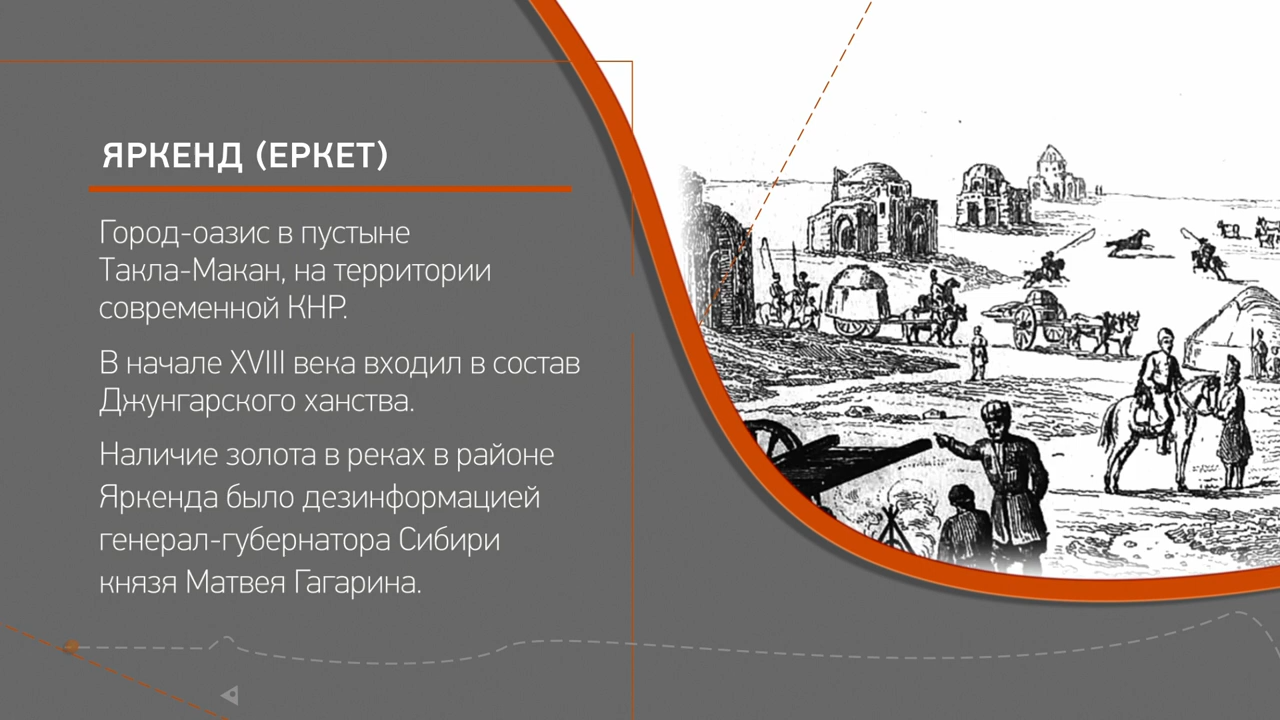 ЯРКЕНД (ЕРКЕТ)
Город-оазис в пустыне
Такла-Макан, на территории
современной КНР.
В начале XVIII века входил в состав
Джунгарского ханства.
Наличие золота в реках в районе
Яркенда было дезинформацией
генерал-губернатора Сибири
князя Матвея Гагарина.